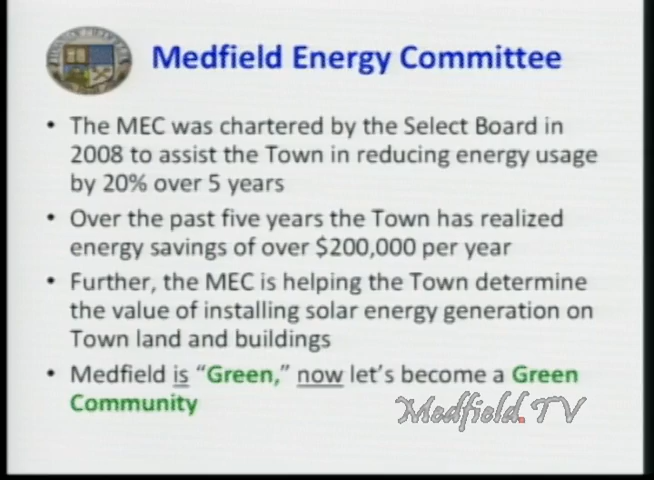 Medfield Energy Committee
• The MEC was chartered by the Select Board in
2008 to assist the Town in reducing energy usage
by 20% over 5 years
• Over the past five years the Town has realized
energy savings of over $200,000 per year
• Further, the MEC is helping the Town determine
the value of installing solar energy generation on
Town land and buildings
• Medfield is “Green,” now let’s become a Green
Community
Medfield.TV